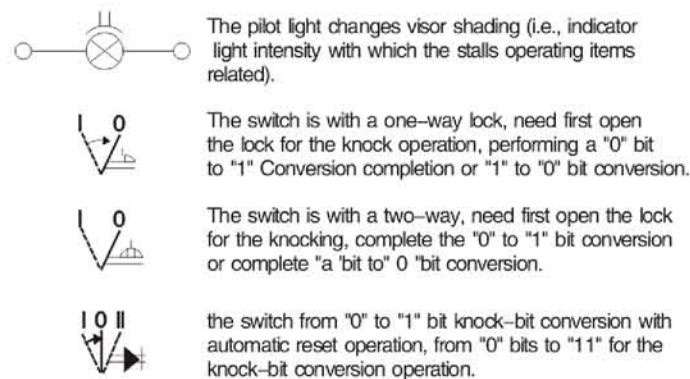 The pilot light changes visor shading (i.e., indicator
light intensity with which the stalls operating items
related).
I 0
The switch is with a one–way lock, need first open
the lock for the knock operation, performing a "0" bit
to "1" Conversion completion or "1" to "0" bit conversion.
I 0
The switch is with a two–way, need first open the lock
for the knocking, complete the "0" to "1" bit conversion
or complete "a 'bit to" 0 "bit conversion.
I 0 II
the switch from "0" to "1" bit knock–bit conversion with
automatic reset operation, from "0" bits to "11" for the
knock–bit conversion operation.